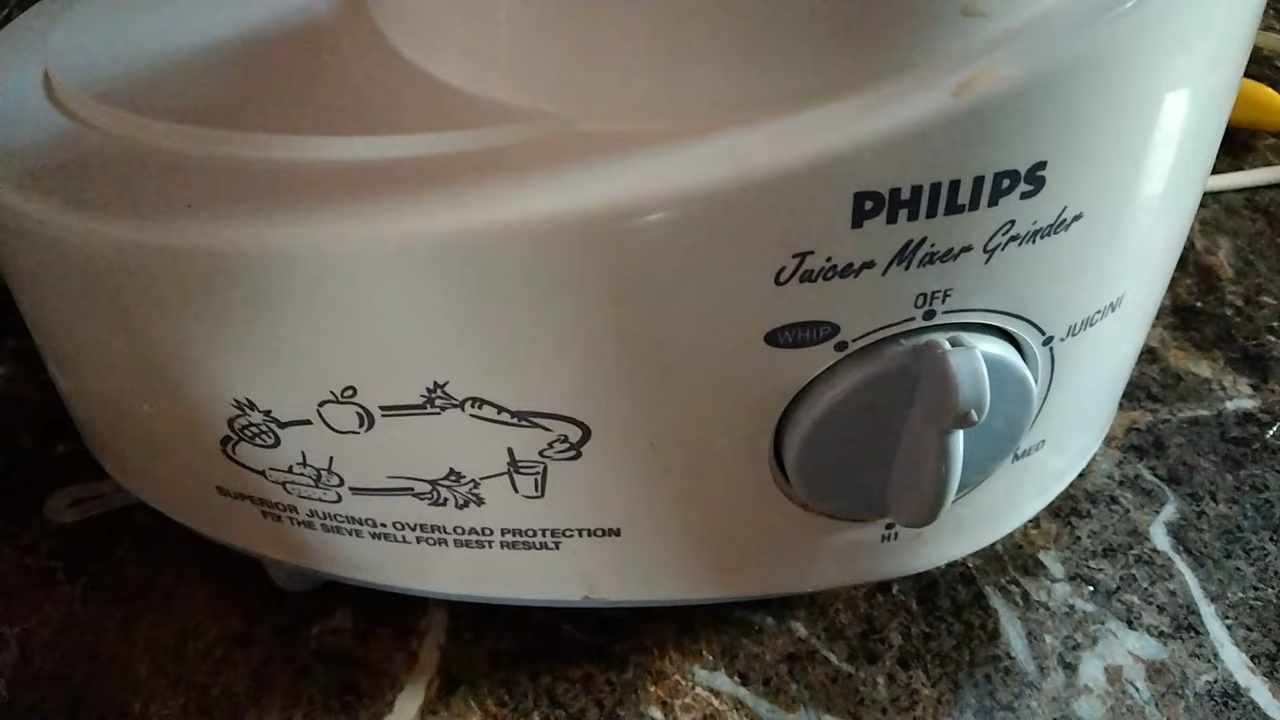 PHILIPS
Juicer Mixer Grinder
OFF
WHIP
JUICIN
MED
HI
SUPERIOR JUICING • OVERLOAD PROTECTION
FIX THE SIEVE WELL FOR BEST RESULT